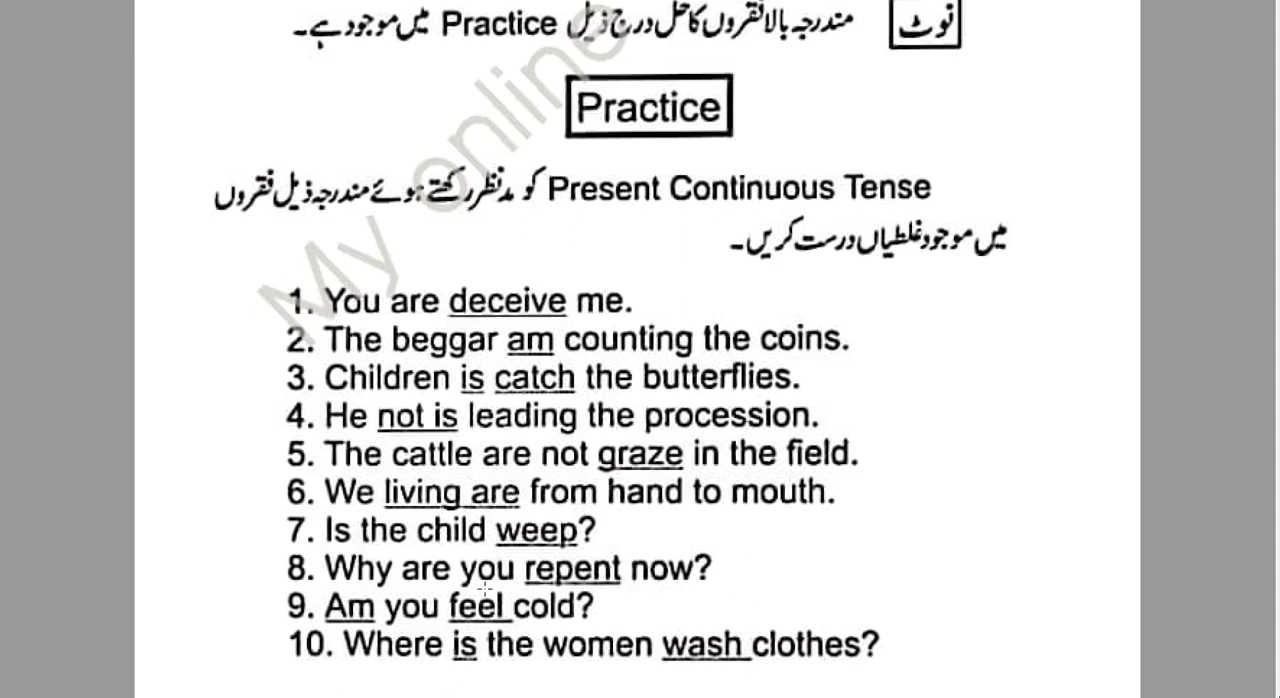 نوٹ مندرجہ بالا فقروں کا حل درج ذیل Practice میں موجود ہے۔
Practice
Present Continuous Tense کو مدنظر رکھتے ہوئے مندرجہ ذیل فقروں
میں موجود غلطیاں درست کریں۔
1. You are deceive me.
2. The beggar am counting the coins.
3. Children is catch the butterflies.
4. He not is leading the procession.
5. The cattle are not graze in the field.
6. We living are from hand to mouth.
7. Is the child weep?
8. Why are you repent now?
9. Am you feel cold?
10. Where is the women wash clothes?
My online